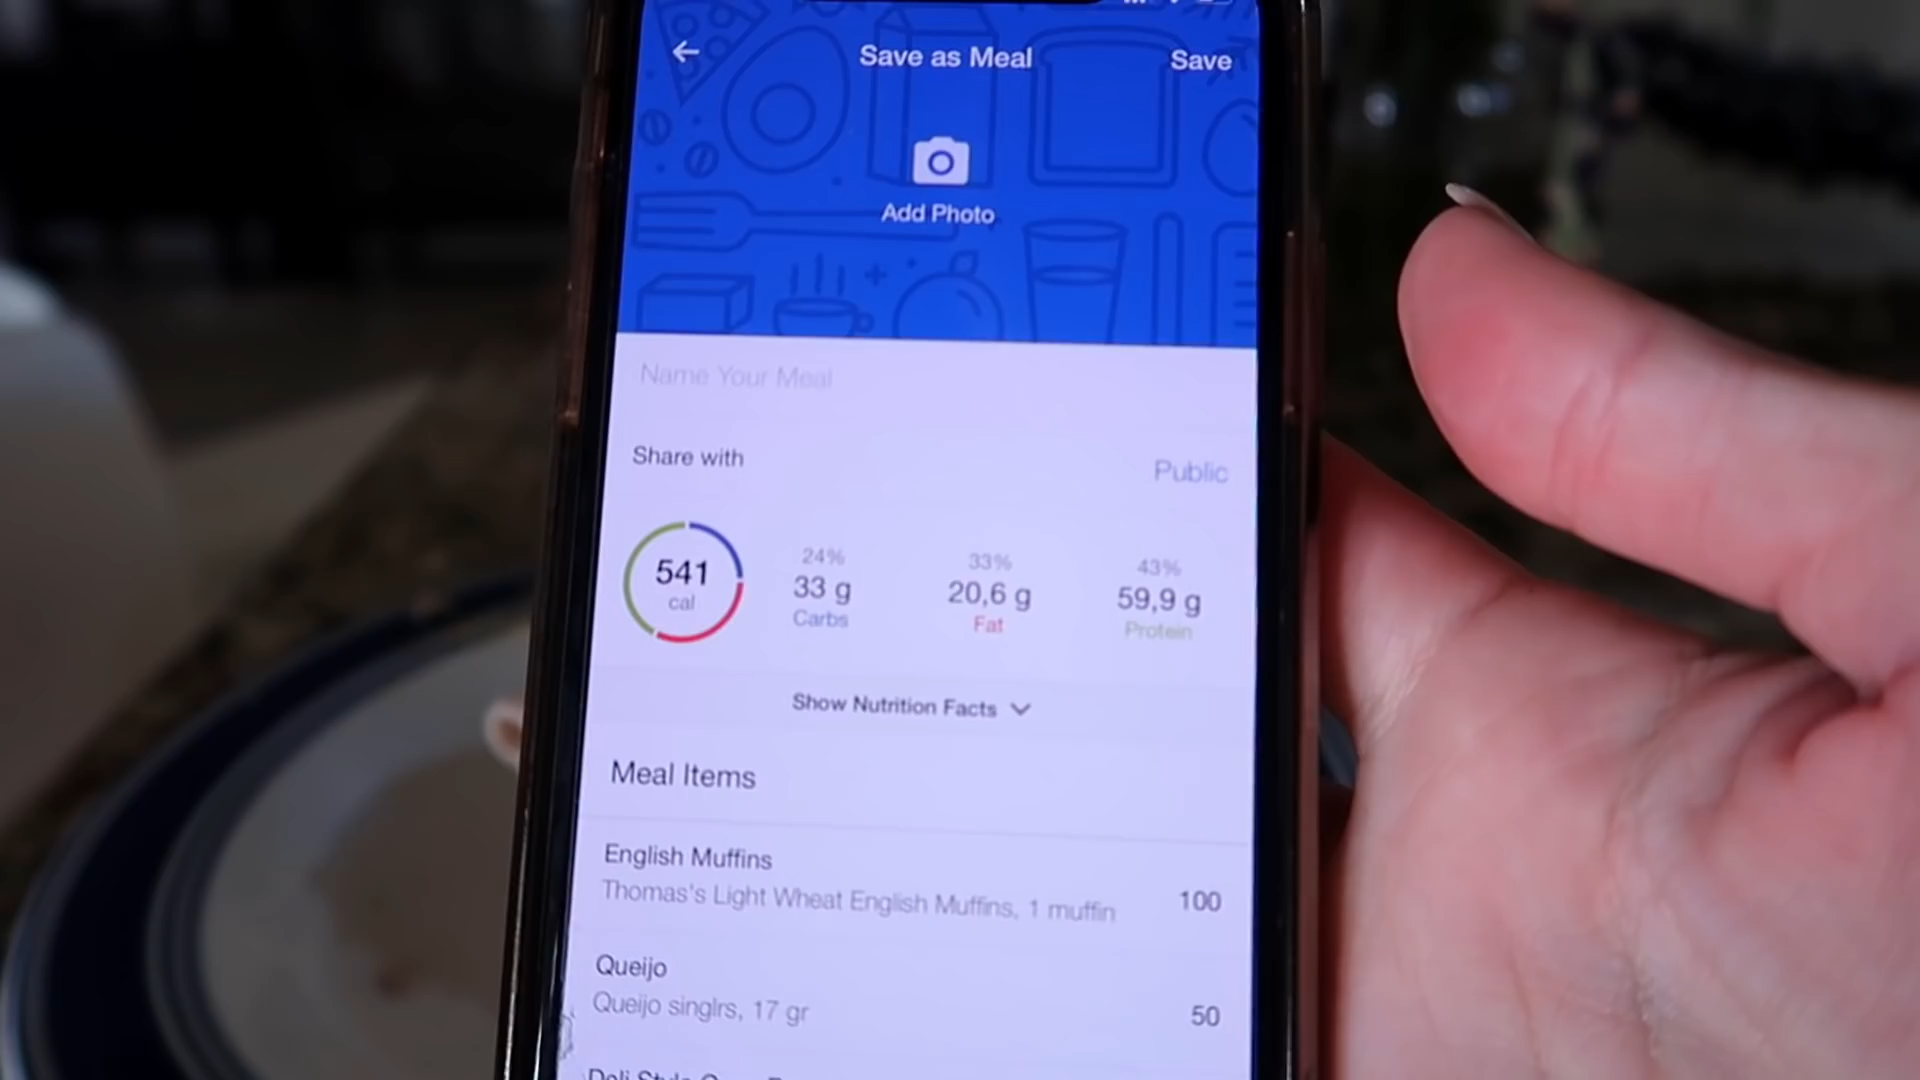 Save as Meal
Save
Add Photo
Name Your Meal
Share with
Public
541
cal
24%
33 g
Carbs
33%
20,6 g
Fat
43%
59,9 g
Protein
Show Nutrition Facts
Meal Items
English Muffins
Thomas's Light Wheat English Muffins, 1 muffin
100
Queijo
Queijo singlrs, 17 gr
50